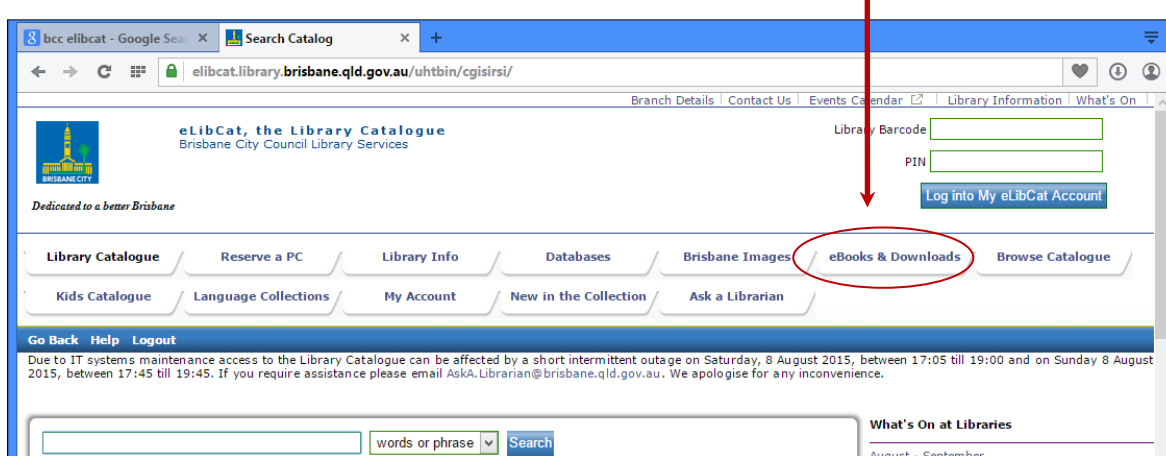 bcc elibcat - Google Sear
Search Catalog
elibcat.library.brisbane.qld.gov.au/uhtbin/cgisirsi/
Branch Details Contact Us Events Calendar Library Information What's On
eLibCat, the Library Catalogue
Brisbane City Council Library Services
BRISBANE CITY
Dedicated to a better Brisbane
Library Barcode
PIN
Log into My eLibCat Account
Library Catalogue Reserve a PC Library Info Databases Brisbane Images eBooks & Downloads Browse Catalogue
Kids Catalogue Language Collections My Account New in the Collection Ask a Librarian
Go Back Help Logout
Due to IT systems maintenance access to the Library Catalogue can be affected by a short intermittent outage on Saturday, 8 August 2015, between 17:05 till 19:00 and on Sunday 8 August
2015, between 17:45 till 19:45. If you require assistance please email AskA.Librarian@brisbane.qld.gov.au. We apologise for any inconvenience.
words or phrase Search
What's On at Libraries
August - September